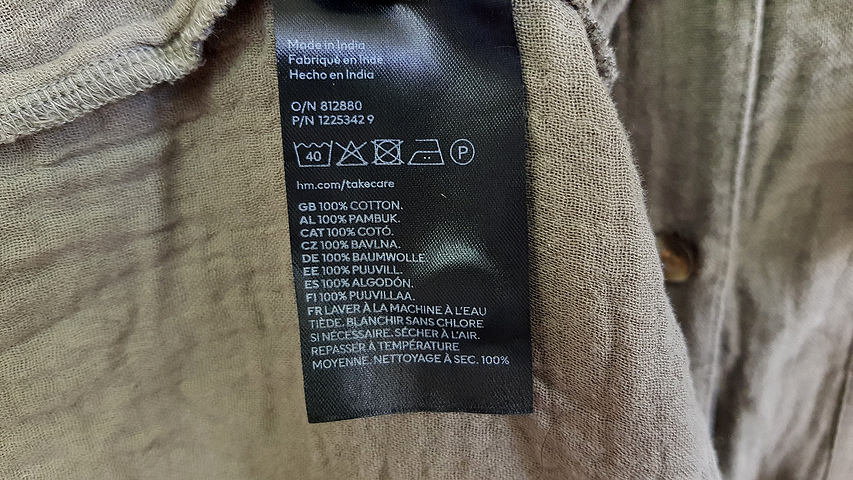 Made in India
Fabriqué en Inde
Hecho en India
O/N 812880
P/N 1225342 9
40 P
hm.com/takecare
GB 100% COTTON.
AL 100% PAMBUK.
CAT 100% COTÓ.
CZ 100% BAVLNA.
DE 100% BAUMWOLLE.
EE 100% PUUVILL.
ES 100% ALGODÓN.
FI 100% PUUVILLAA.
FR LAVER À LA MACHINE À L'EAU
TIÈDE. BLANCHIR SANS CHLORE
SI NÉCESSAIRE. SÉCHER À L'AIR.
REPASSER À TEMPÉRATURE
MOYENNE. NETTOYAGE À SEC. 100%